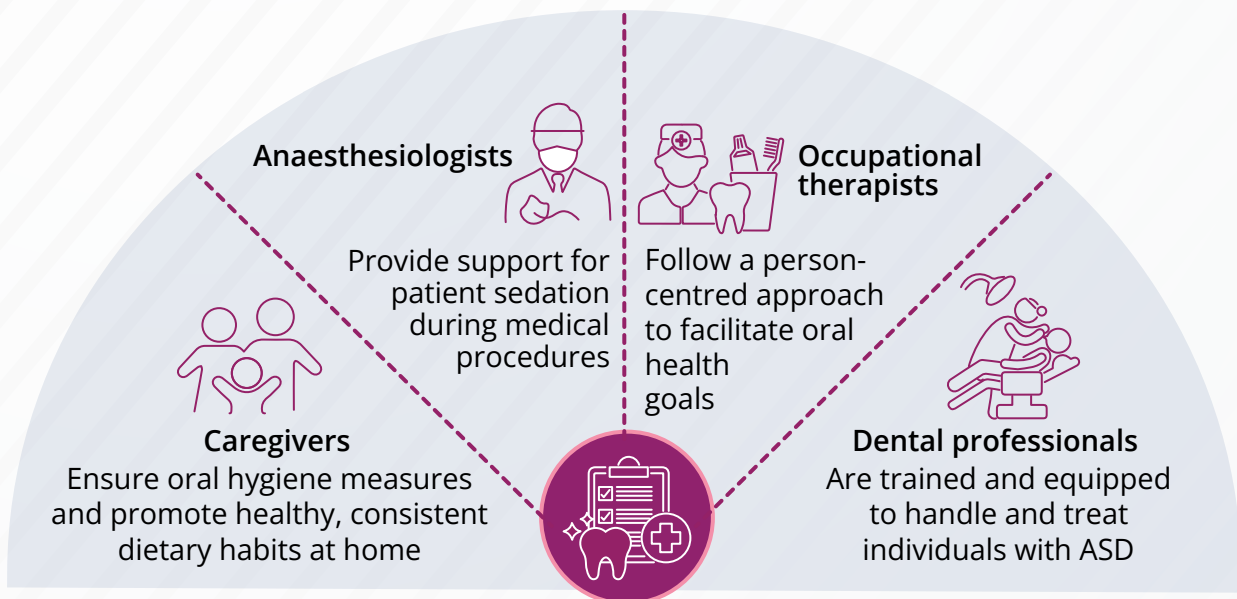 Anaesthesiologists
Provide support for
patient sedation
during medical
procedures
Occupational
therapists
Follow a person-
centred approach
to facilitate oral
health
goals
Caregivers
Ensure oral hygiene measures
and promote healthy, consistent
dietary habits at home
Dental professionals
Are trained and equipped
to handle and treat
individuals with ASD